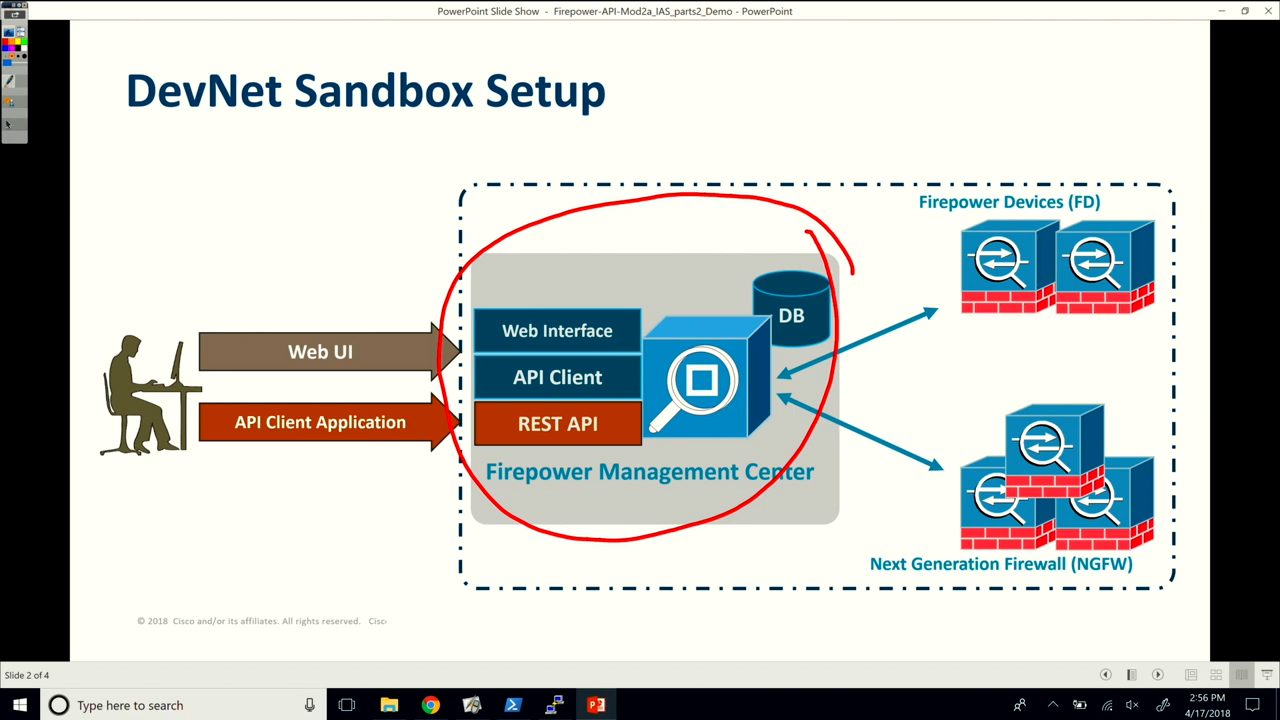 PowerPoint Slide Show - Firepower-API-Mod2a_IAS_parts2_Demo - PowerPoint
DevNet Sandbox Setup
Firepower Devices (FD)
DB
Web Interface
Web UI
API Client
API Client Application
REST API
Firepower Management Center
Next Generation Firewall (NGFW)
© 2018 Cisco and/or its affiliates. All rights reserved.
Slide 2 of 4
Type here to search
2:56 PM
4/17/2018